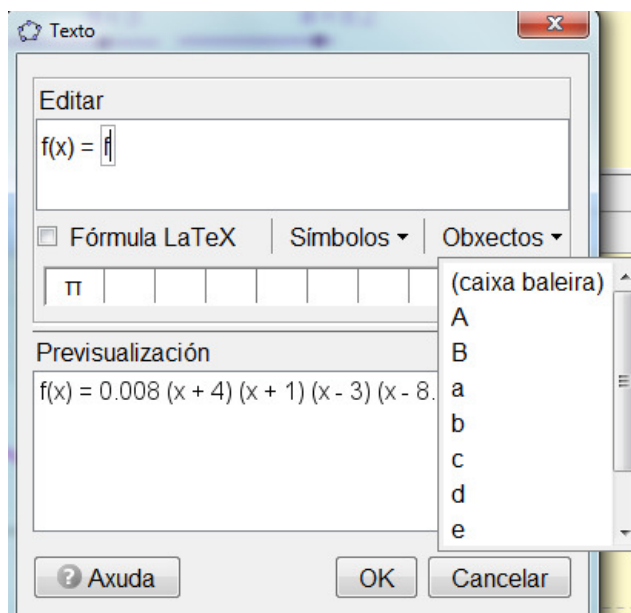 Texto
Editar
f(x) = f
Fórmula LaTeX
Símbolos
Obxectos
π
(caixa baleira)
A
B
a
b
c
d
e
Previsualización
f(x) = 0.008 (x + 4) (x + 1) (x - 3) (x - 8.
Axuda
OK
Cancelar